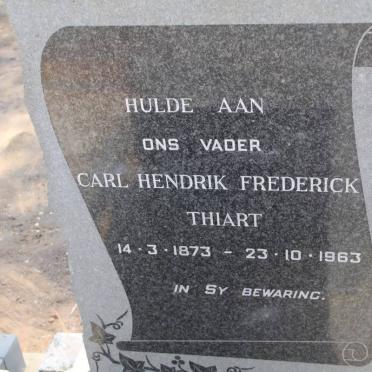 HULDE AAN
ONS VADER
CARL HENDRIK FREDERICK
THIART
14·3·1873 – 23·10·1963
IN SY BEWARING.